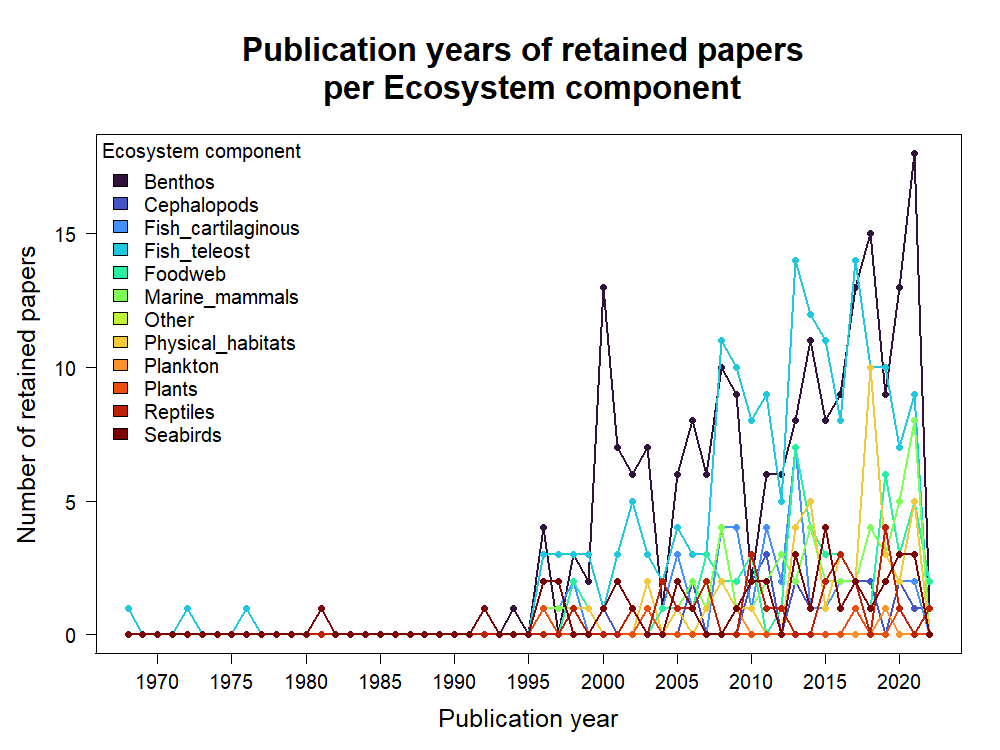 Publication years of retained papers
per Ecosystem component
Ecosystem component
Benthos
Cephalopods
Fish_cartilaginous
Fish_teleost
Foodweb
Marine_mammals
Other
Physical_habitats
Plankton
Plants
Reptiles
Seabirds
Number of retained papers
15
10
5
0
1970 1975 1980 1985 1990 1995 2000 2005 2010 2015 2020
Publication year